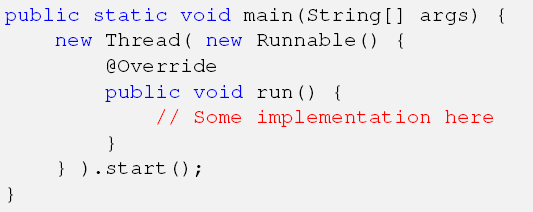 public static void main(String[] args) {
    new Thread( new Runnable() {
        @Override
        public void run() {
            // Some implementation here
        }
    } ).start();
}